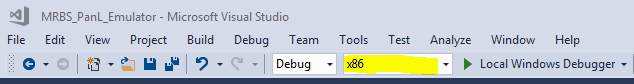 MRBS_PanL_Emulator - Microsoft Visual Studio
File Edit View Project Build Debug Team Tools Test Analyze Window Help
Debug x86 Local Windows Debugger